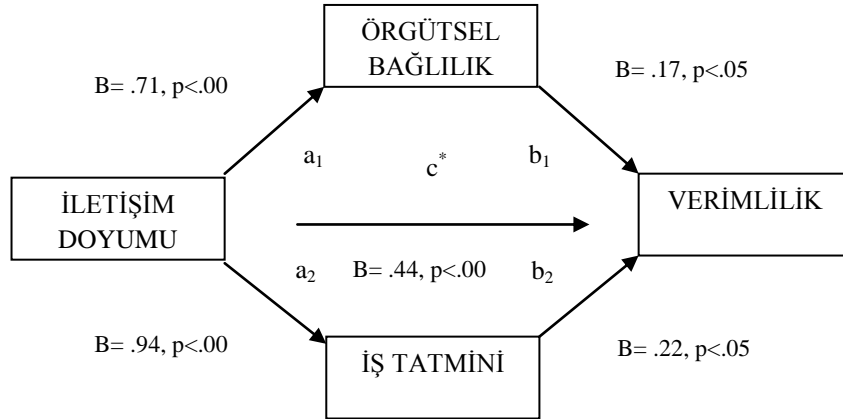 ÖRGÜTSEL
BAĞLILIK
B= .71, p<.00
B= .17, p<.05
a1
c*
b1
İLETİŞİM
DOYUMU
VERİMLİLİK
a2
B= .44, p<.00
b2
B= .94, p<.00
İŞ TATMİNİ
B= .22, p<.05